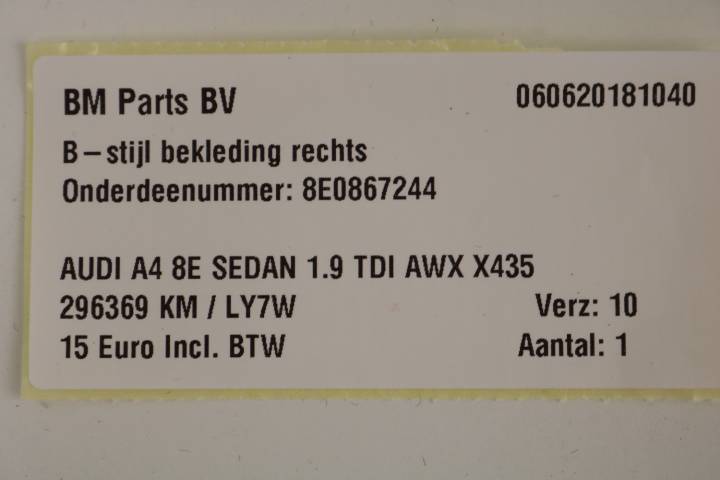 BM Parts BV 060620181040
B-stijl bekleding rechts
Onderdeenummer: 8E0867244
AUDI A4 8E SEDAN 1.9 TDI AWX X435
296369 KM / LY7W Verz: 10
15 Euro Incl. BTW Aantal: 1